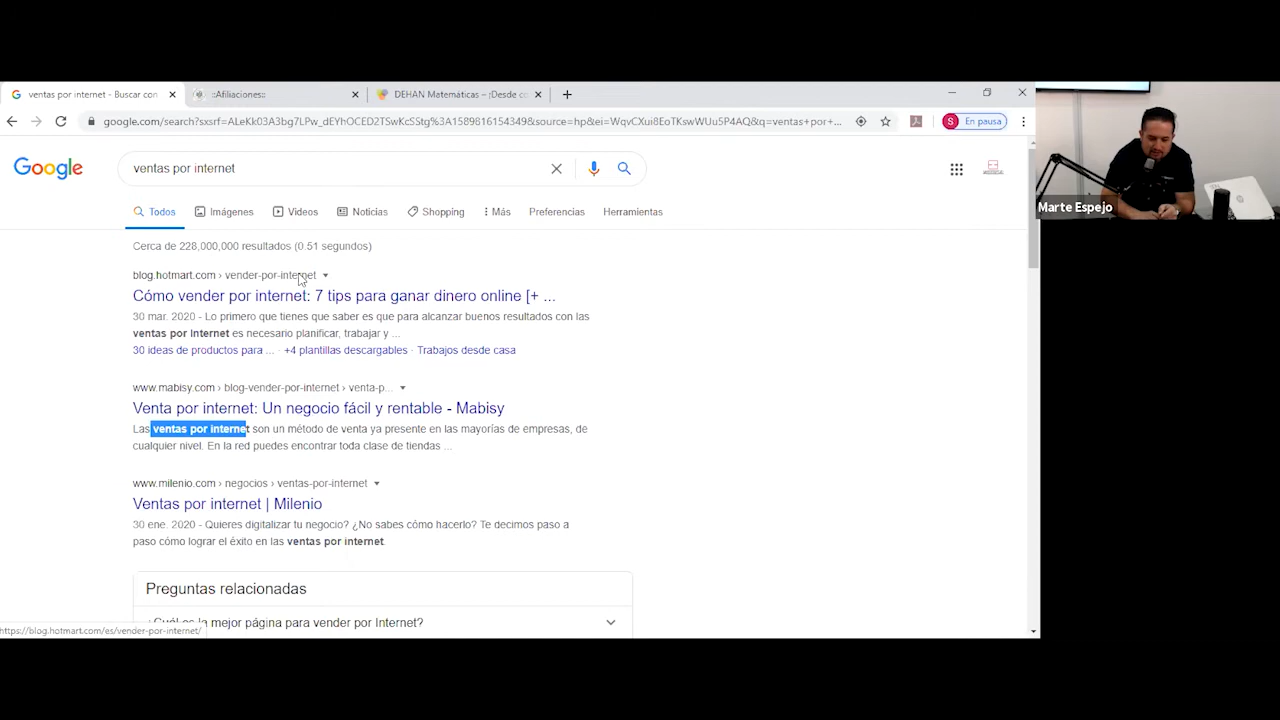 ventas por internet - Buscar con
::Afiliaciones::
DEHAN Matemáticas – ¡Desde co
google.com/search?sxsrf=ALeKk03A3bg7LPw_dEYhOCED2TSwKcSStg%3A1589816154349&source=hp&ei=WqvCXui8EoTKswWUu5P4AQ&q=ventas+por+...
S En pausa
Google
ventas por internet
Todos
Imágenes
Videos
Noticias
Shopping
Más
Preferencias
Herramientas
Cerca de 228,000,000 resultados (0.51 segundos)
blog.hotmart.com › vender-por-internet
Cómo vender por internet: 7 tips para ganar dinero online [+ ...
30 mar. 2020 - Lo primero que tienes que saber es que para alcanzar buenos resultados con las
ventas por Internet es necesario planificar, trabajar y ...
30 ideas de productos para ... · +4 plantillas descargables · Trabajos desde casa
www.mabisy.com › blog-vender-por-internet › venta-p...
Venta por internet: Un negocio fácil y rentable - Mabisy
Las ventas por internet son un método de venta ya presente en las mayorías de empresas, de
cualquier nivel. En la red puedes encontrar toda clase de tiendas ...
www.milenio.com › negocios › ventas-por-internet
Ventas por internet | Milenio
30 ene. 2020 - Quieres digitalizar tu negocio? ¿No sabes cómo hacerlo? Te decimos paso a
paso cómo lograr el éxito en las ventas por internet.
Preguntas relacionadas
¿Cuál es la mejor página para vender por Internet?
https://blog.hotmart.com/es/vender-por-internet/
Marte Espejo